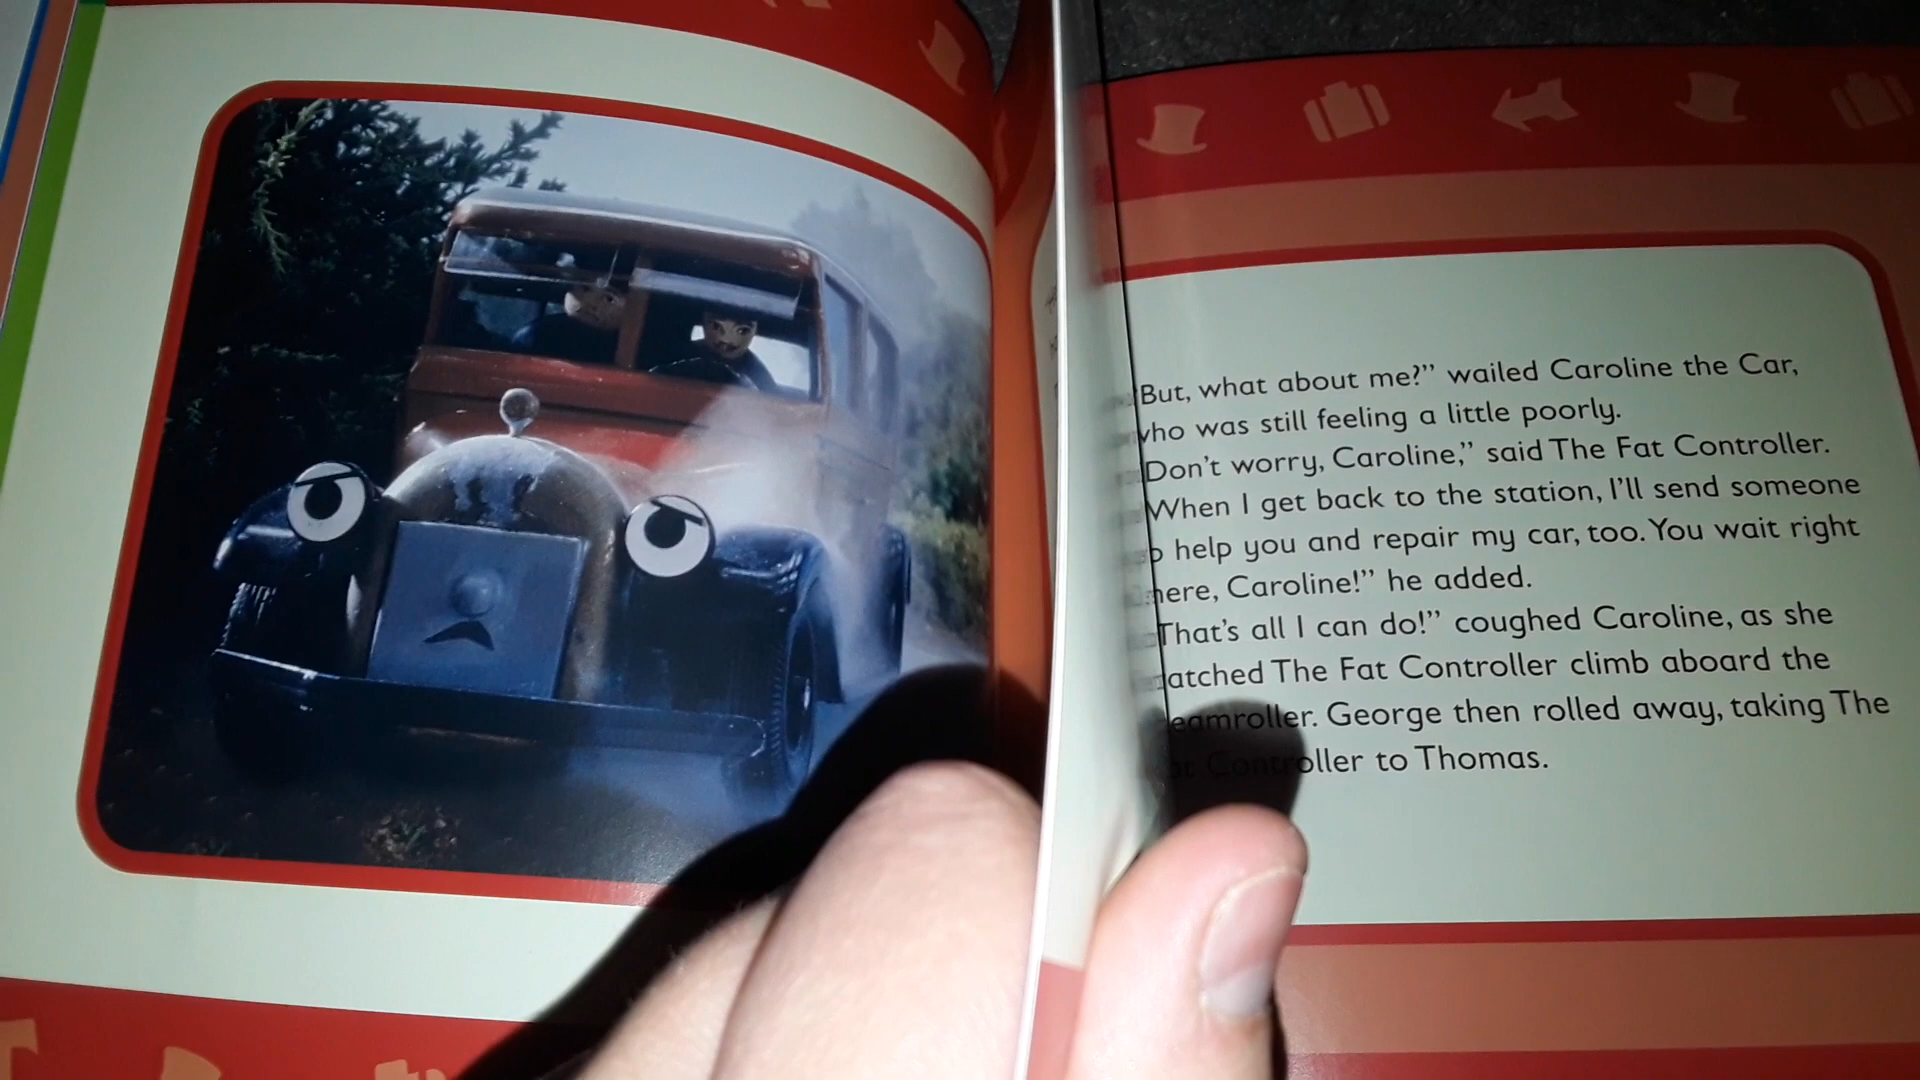 But, what about me?” wailed Caroline the Car,
who was still feeling a little poorly.
Don’t worry, Caroline,” said The Fat Controller.
When I get back to the station, I’ll send someone
help you and repair my car, too. You wait right
here, Caroline!” he added.
That’s all I can do!” coughed Caroline, as she
atched The Fat Controller climb aboard the
eamroller. George then rolled away, taking The
Controller to Thomas.